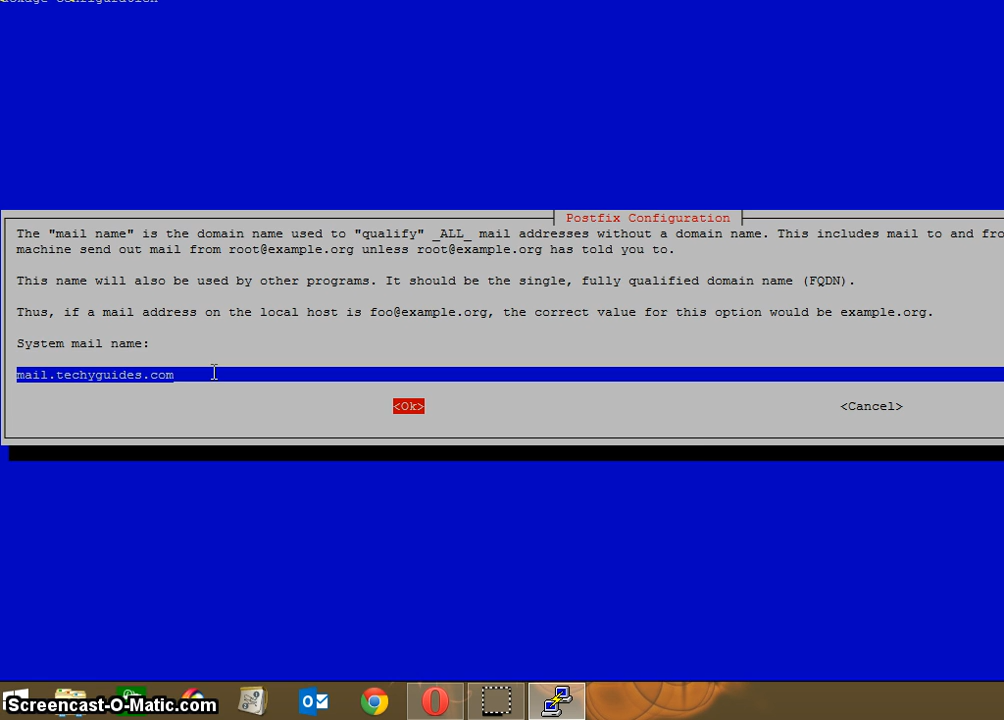 Configuration
Postfix Configuration
The "mail name" is the domain name used to "qualify" _ALL_ mail addresses without a domain name. This includes mail to and fro
machine send out mail from root@example.org unless root@example.org has told you to.
This name will also be used by other programs. It should be the single, fully qualified domain name (FQDN).
Thus, if a mail address on the local host is foo@example.org, the correct value for this option would be example.org.
System mail name:
mail.techyguides.com
<Ok> <Cancel>
Screencast-O-Matic.com